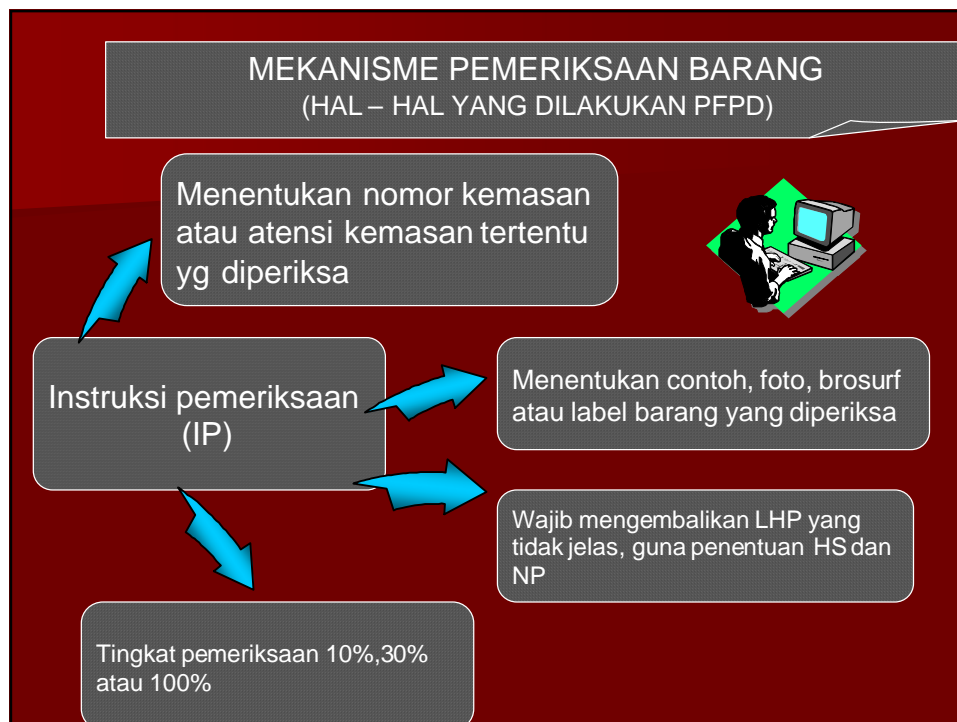 MEKANISME PEMERIKSAAN BARANG
(HAL – HAL YANG DILAKUKAN PFPD)
Menentukan nomor kemasan
atau atensi kemasan tertentu
yg diperiksa
Instruksi pemeriksaan
(IP)
Menentukan contoh, foto, brosurf
atau label barang yang diperiksa
Wajib mengembalikan LHP yang
tidak jelas, guna penentuan HS dan
NP
Tingkat pemeriksaan 10%,30%
atau 100%